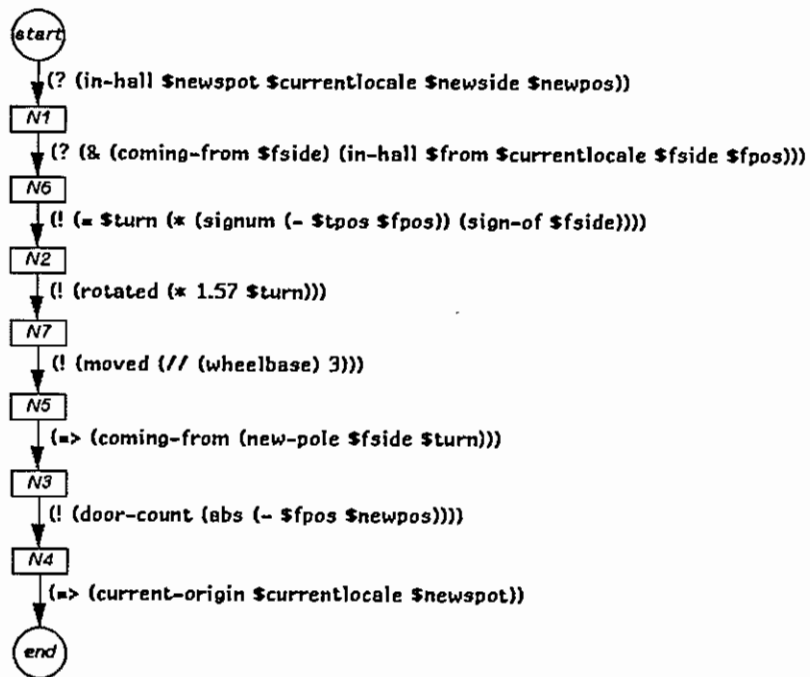 start
(? (in-hall $newspot $currentlocale $newside $newpos))
N1
(? (& (coming-from $fside) (in-hall $from $currentlocale $fside $fpos)))
N6
(! (= $turn (* (signum (- $tpos $fpos)) (sign-of $fside))))
N2
(! (rotated (* 1.57 $turn)))
N7
(! (moved (// (wheelbase) 3)))
N5
(=> (coming-from (new-pole $fside $turn)))
N3
(! (door-count (abs (- $fpos $newpos))))
N4
(=> (current-origin $currentlocale $newspot))
end